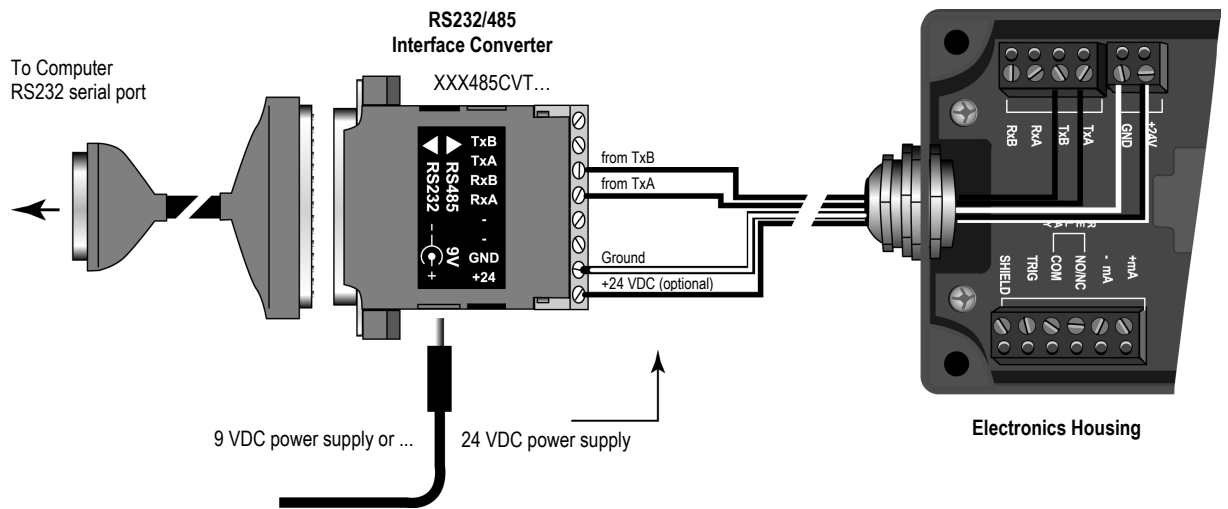 RS232/485
Interface Converter
XXX485CVT…
To Computer
RS232 serial port
TxB
TxA
RxB
RxA
-
-
GND
+24
RS485
RS232
9V
- +
from TxB
from TxA
Ground
+24 VDC (optional)
9 VDC power supply or ...
24 VDC power supply
RxB
RxA
TxB
TxA
GND
+24V
RELAY
SHIELD
TRIG
COM
NO/NC
- mA
+mA
Electronics Housing